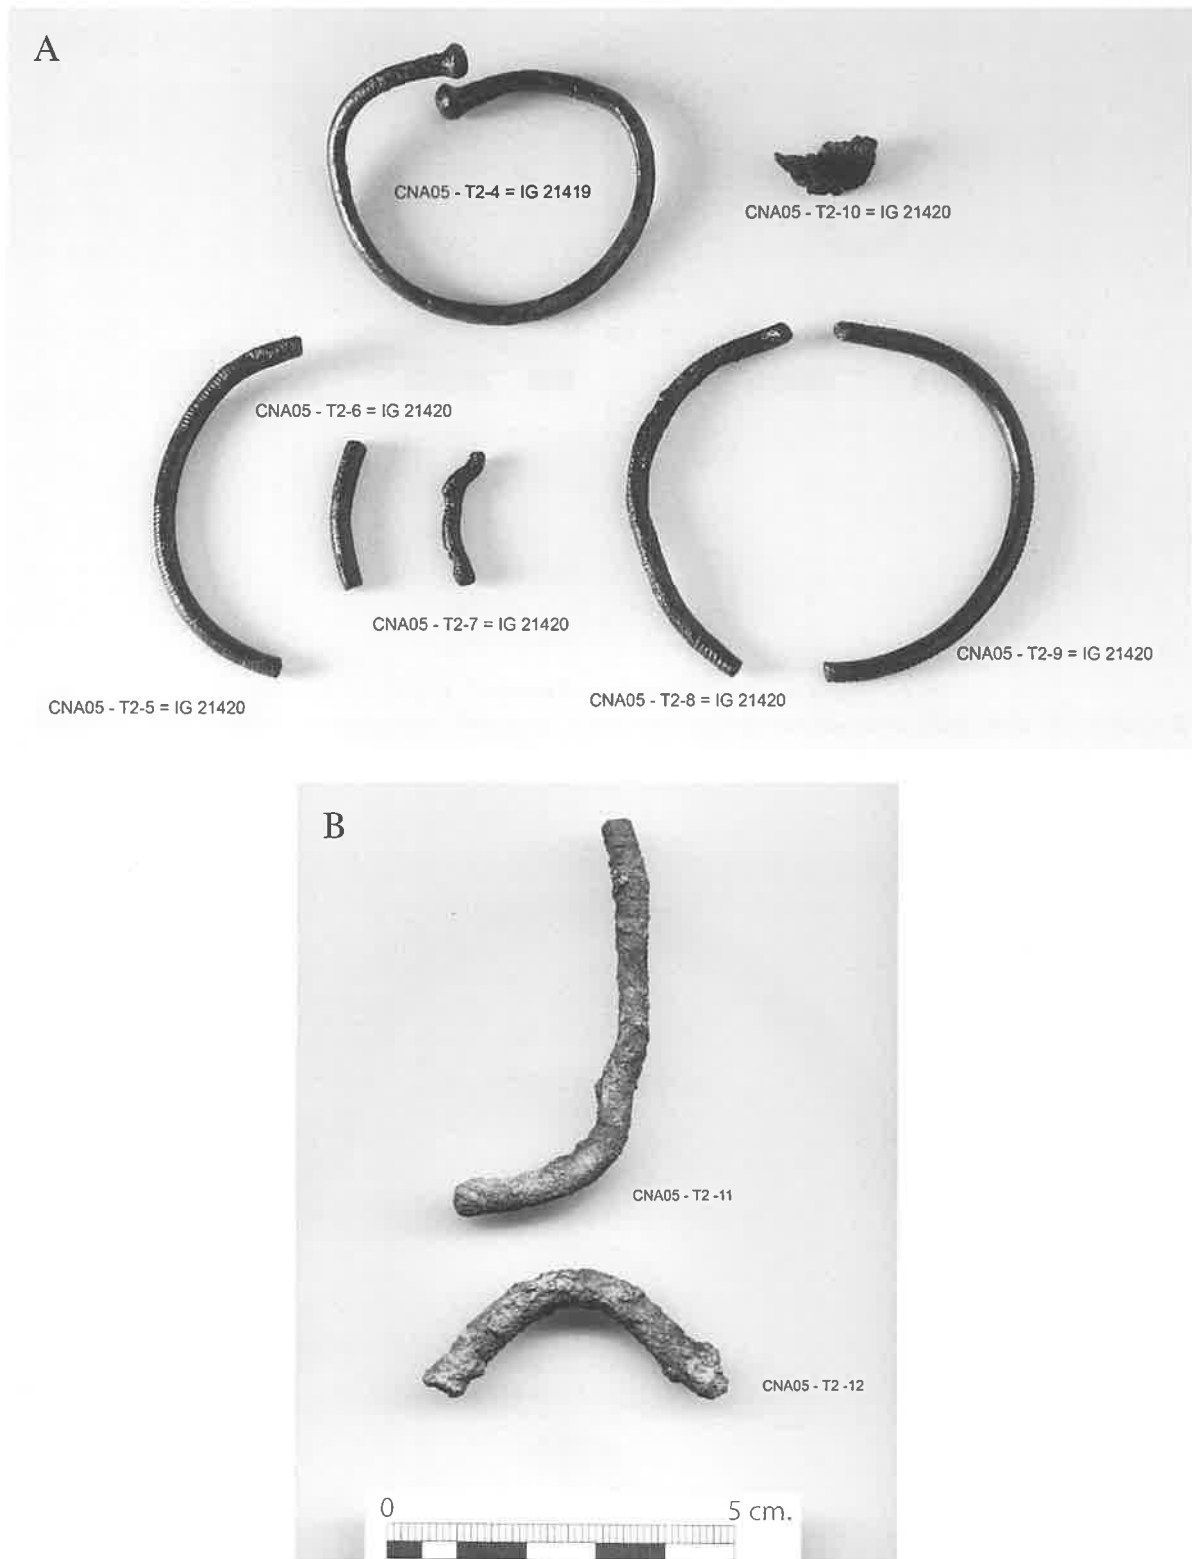 A
CNA05 - T2-4 = IG 21419
CNA05 - T2-10 = IG 21420
CNA05 - T2-6 = IG 21420
CNA05 - T2-7 = IG 21420
CNA05 - T2-9 = IG 21420
CNA05 - T2-8 = IG 21420
CNA05 - T2-5 = IG 21420
B
CNA05 - T2 -11
CNA05 - T2 -12
0 5 cm.